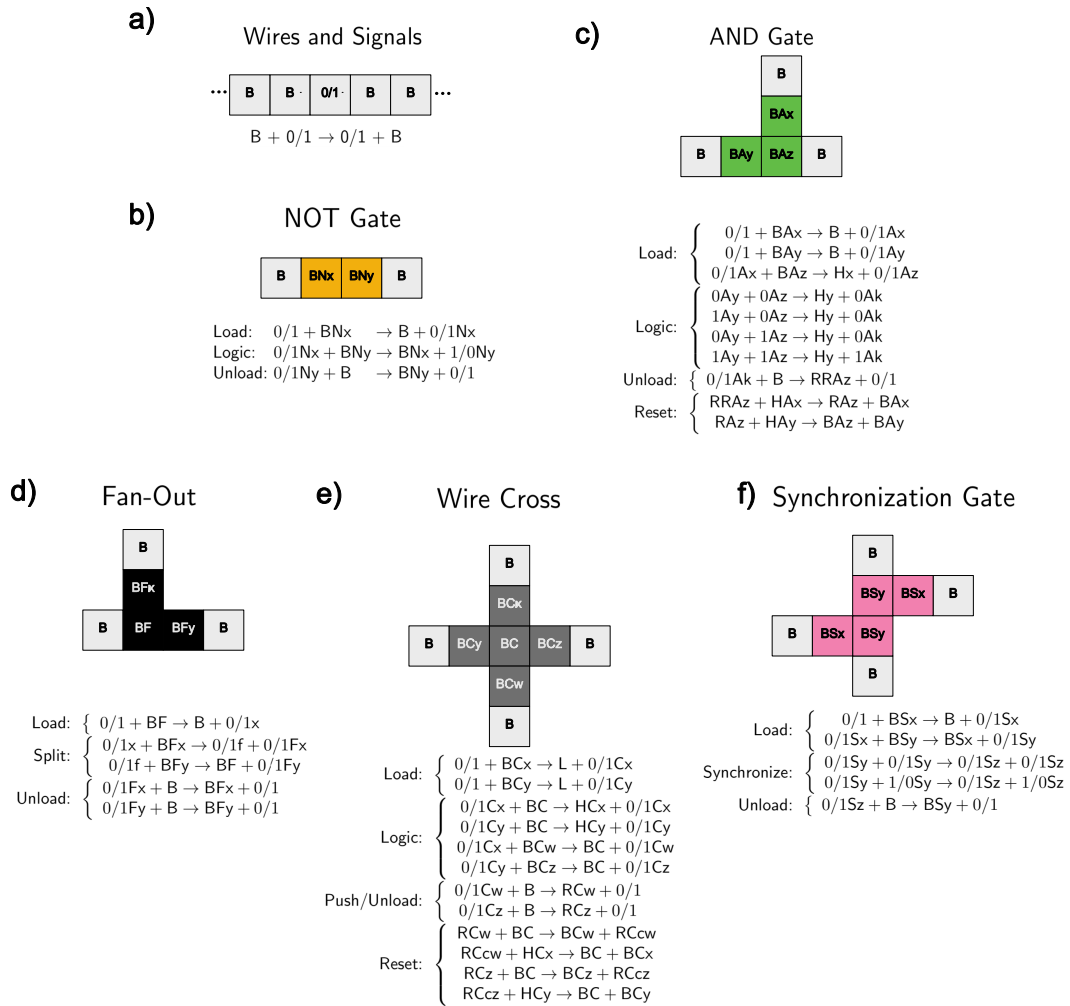 a)
Wires and Signals
... B B 0/1 B B ...
B + 0/1 → 0/1 + B
b)
NOT Gate
B BNx BNy B
Load: 0/1 + BNx → B + 0/1Nx
Logic: 0/1Nx + BNy → BNx + 1/0Ny
Unload: 0/1Ny + B → BNy + 0/1
c)
AND Gate
B
BAx
B BAy BAz B
Load:
0/1 + BAx → B + 0/1Ax
0/1 + BAy → B + 0/1Ay
0/1Ax + BAz → Hx + 0/1Az
Logic:
0Ay + 0Az → Hy + 0Ak
1Ay + 0Az → Hy + 0Ak
0Ay + 1Az → Hy + 0Ak
1Ay + 1Az → Hy + 1Ak
Unload: { 0/1Ak + B → RRAz + 0/1
Reset:
RRAz + HAx → RAz + BAx
RAz + HAy → BAz + BAy
d)
Fan-Out
B
BFx
B BF BFy B
Load: { 0/1 + BF → B + 0/1x
Split:
0/1x + BFx → 0/1f + 0/1Fx
0/1f + BFy → BF + 0/1Fy
Unload:
0/1Fx + B → BFx + 0/1
0/1Fy + B → BFy + 0/1
e)
Wire Cross
B
BCx
B BCy BC BCz B
BCw
B
Load:
0/1 + BCx → L + 0/1Cx
0/1 + BCy → L + 0/1Cy
Logic:
0/1Cx + BC → HCx + 0/1Cx
0/1Cy + BC → HCy + 0/1Cy
0/1Cx + BCw → BC + 0/1Cw
0/1Cy + BCz → BC + 0/1Cz
Push/Unload:
0/1Cw + B → RCw + 0/1
0/1Cz + B → RCz + 0/1
Reset:
RCw + BC → BCw + RCcw
RCcw + HCx → BC + BCx
RCz + BC → BCz + RCcz
RCcz + HCy → BC + BCy
f)
Synchronization Gate
B
BSy BSx B
B BSx BSy
B
Load:
0/1 + BSx → B + 0/1Sx
0/1Sx + BSy → BSx + 0/1Sy
Synchronize:
0/1Sy + 0/1Sy → 0/1Sz + 0/1Sz
0/1Sy + 1/0Sy → 0/1Sz + 1/0Sz
Unload: { 0/1Sz + B → BSy + 0/1